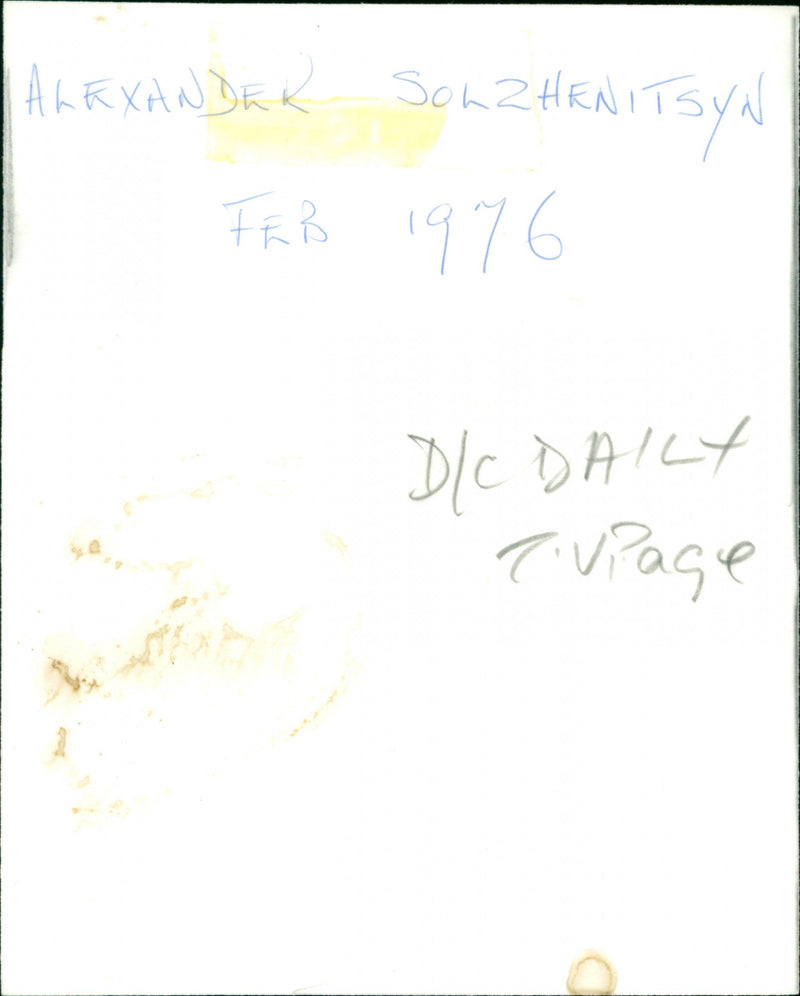 ALEXANDER SOLZHENITSYN
FEB 1976
D/C DAILY
T.V Page